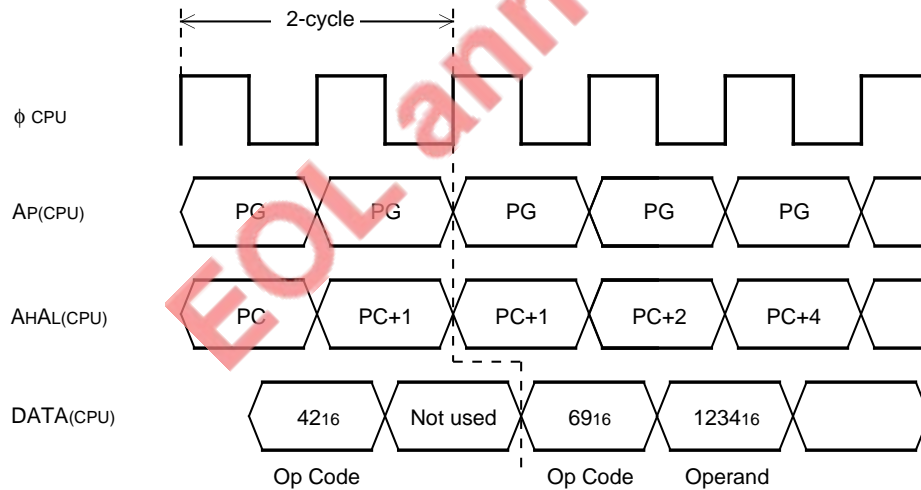 2-cycle
ϕ CPU
AP(CPU) PG PG PG PG PG
AHAL(CPU) PC PC+1 PC+1 PC+2 PC+4
DATA(CPU) 4216 Not used 6916 123416
Op Code Op Code Operand
EOL ann